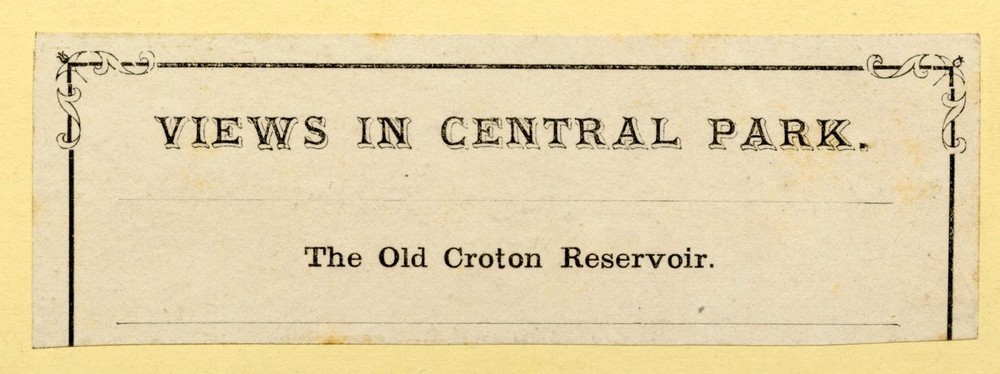 VIEWS IN CENTRAL PARK.
The Old Croton Reservoir.